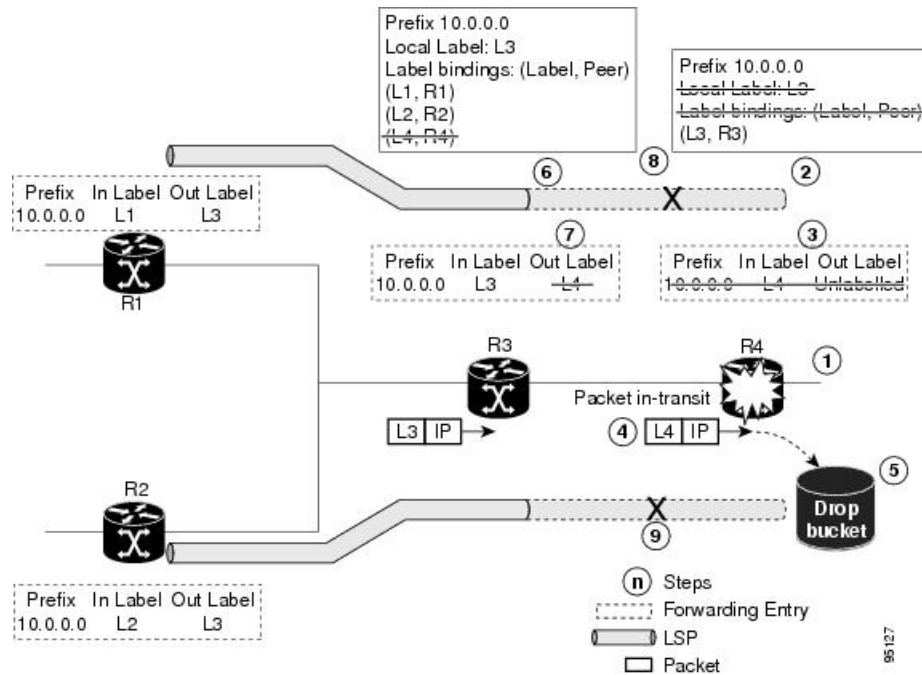 Prefix 10.0.0.0
Local Label: L3
Label bindings: (Label, Peer)
(L1, R1)
(L2, R2)
(L4, R4)
Prefix 10.0.0.0
Local Label: L3
Label bindings: (Label, Peer)
(L3, R3)
6
8
2
Prefix In Label Out Label
10.0.0.0 L1 L3
R1
7
Prefix In Label Out Label
10.0.0.0 L3 L4
3
Prefix In Label Out Label
10.0.0.0 L4 Unlabelled
R3
R4
1
Packet in-transit
L3 IP
4
L4 IP
5
Drop
bucket
R2
9
Prefix In Label Out Label
10.0.0.0 L2 L3
n Steps
Forwarding Entry
LSP
Packet
95127